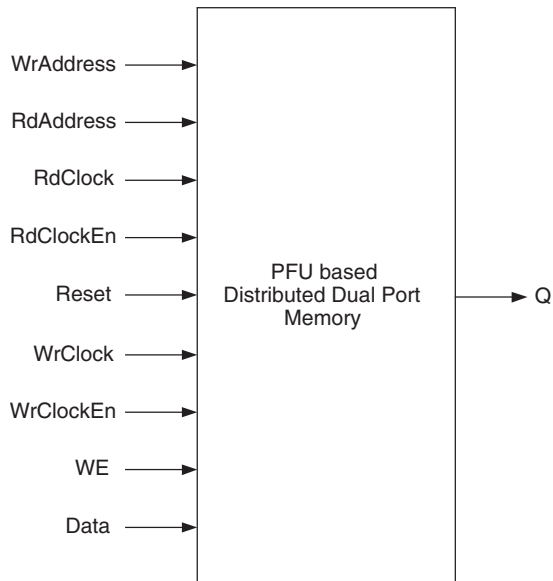 WrAddress
RdAddress
RdClock
RdClockEn
Reset
WrClock
WrClockEn
WE
Data
PFU based
Distributed Dual Port
Memory
Q